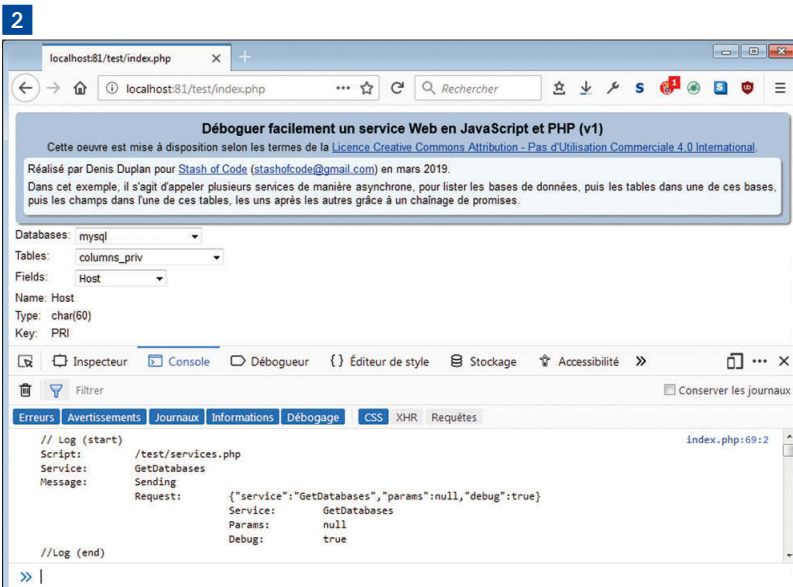 2
localhost:81/test/index.php
localhost:81/test/index.php
Rechercher
1
S
S
Déboguer facilement un service Web en JavaScript et PHP (v1)
Cette oeuvre est mise à disposition selon les termes de la Licence Creative Commons Attribution - Pas d'Utilisation Commerciale 4.0 International.
Réalisé par Denis Duplan pour Stash of Code (stashofcode@gmail.com) en mars 2019.
Dans cet exemple, il s'agit d'appeler plusieurs services de manière asynchrone, pour lister les bases de données, puis les tables dans une de ces bases,
puis les champs dans l'une de ces tables, les uns après les autres grâce à un chaînage de promises.
Databases: mysql
Tables: columns_priv
Fields: Host
Name: Host
Type: char(60)
Key: PRI
Inspecteur Console Débogueur {} Éditeur de style Stockage Accessibilité »
Filtrer Conserver les journaux
Erreurs Avertissements Journaux Informations Débogage CSS XHR Requêtes
// Log (start) index.php:69:2
Script: /test/services.php
Service: GetDatabases
Message: Sending
Request: {"service":"GetDatabases","params":null,"debug":true}
Service: GetDatabases
Params: null
Debug: true
//Log (end)
»